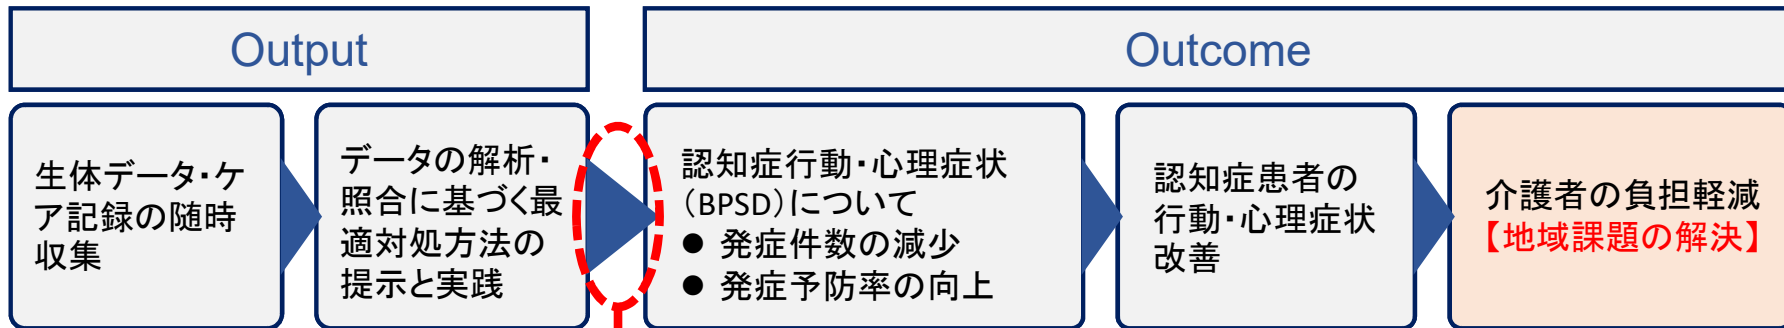 Output
Outcome
生体データ・ケ
ア記録の随時
収集
データの解析・
照合に基づく最
適対処方法の
提示と実践
認知症行動・心理症状
（BPSD）について
● 発症件数の減少
● 発症予防率の向上
認知症患者の
行動・心理症状
改善
介護者の負担軽減
【地域課題の解決】